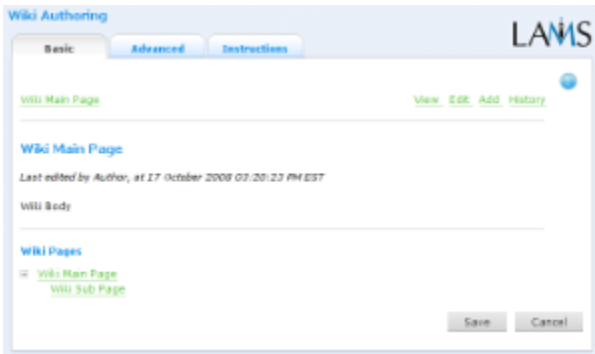 Wiki Authoring
LAMS
Basic Advanced Instructions
Wiki Main Page View Edit Add History
Wiki Main Page
Last edited by Author, at 17 October 2008 03:20:23 PM EST
Wiki Body
Wiki Pages
Wiki Main Page
Wiki Sub Page
Save Cancel